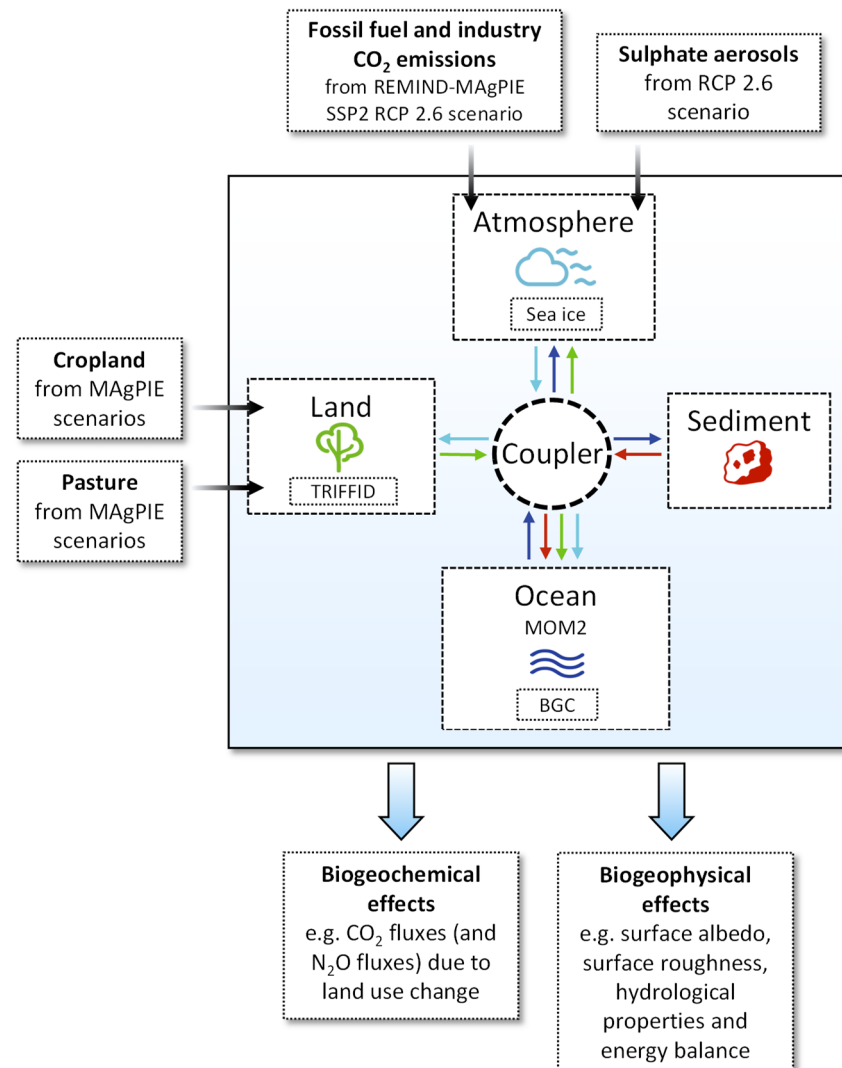 Fossil fuel and industry
CO₂ emissions
from REMIND-MAgPIE
SSP2 RCP 2.6 scenario
Sulphate aerosols
from RCP 2.6
scenario
Atmosphere
Sea ice
Cropland
from MAgPIE
scenarios
Pasture
from MAgPIE
scenarios
Land
TRIFFID
Coupler
Sediment
Ocean
MOM2
BGC
Biogeochemical
effects
e.g. CO₂ fluxes (and
N₂O fluxes) due to
land use change
Biogeophysical
effects
e.g. surface albedo,
surface roughness,
hydrological
properties and
energy balance